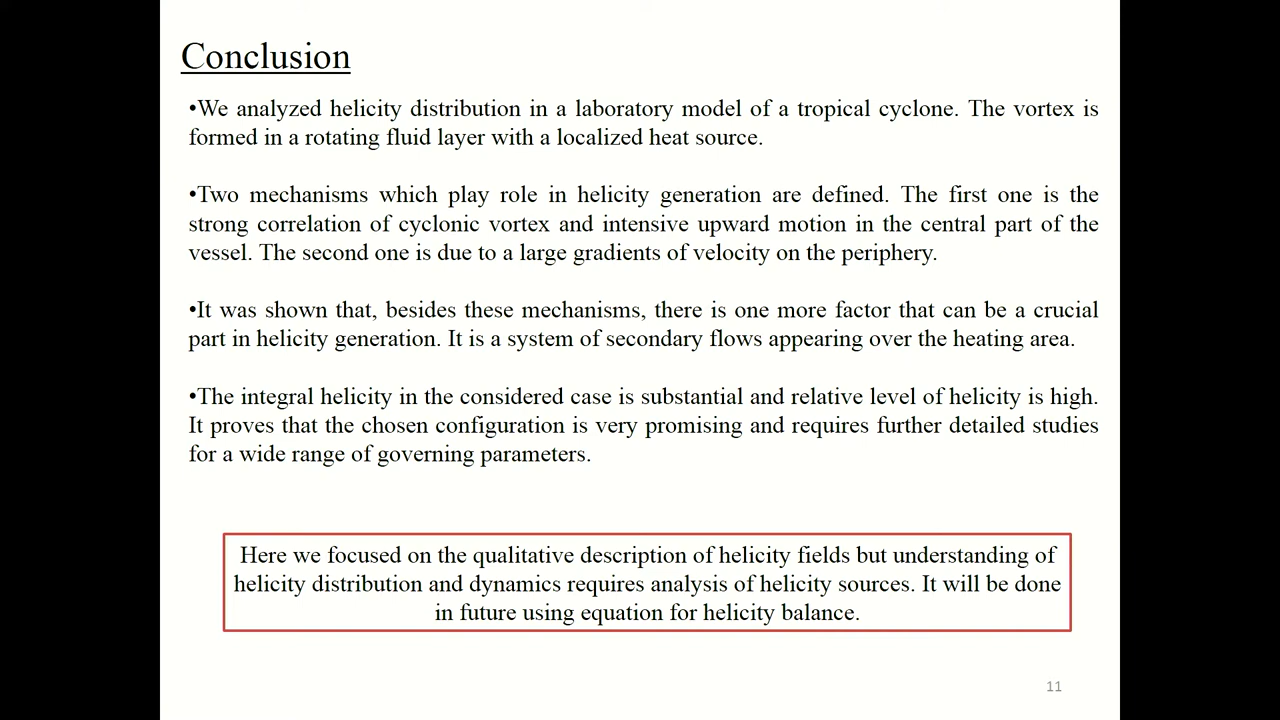 Conclusion
•We analyzed helicity distribution in a laboratory model of a tropical cyclone. The vortex is
formed in a rotating fluid layer with a localized heat source.
•Two mechanisms which play role in helicity generation are defined. The first one is the
strong correlation of cyclonic vortex and intensive upward motion in the central part of the
vessel. The second one is due to a large gradients of velocity on the periphery.
•It was shown that, besides these mechanisms, there is one more factor that can be a crucial
part in helicity generation. It is a system of secondary flows appearing over the heating area.
•The integral helicity in the considered case is substantial and relative level of helicity is high.
It proves that the chosen configuration is very promising and requires further detailed studies
for a wide range of governing parameters.
Here we focused on the qualitative description of helicity fields but understanding of
helicity distribution and dynamics requires analysis of helicity sources. It will be done
in future using equation for helicity balance.
11